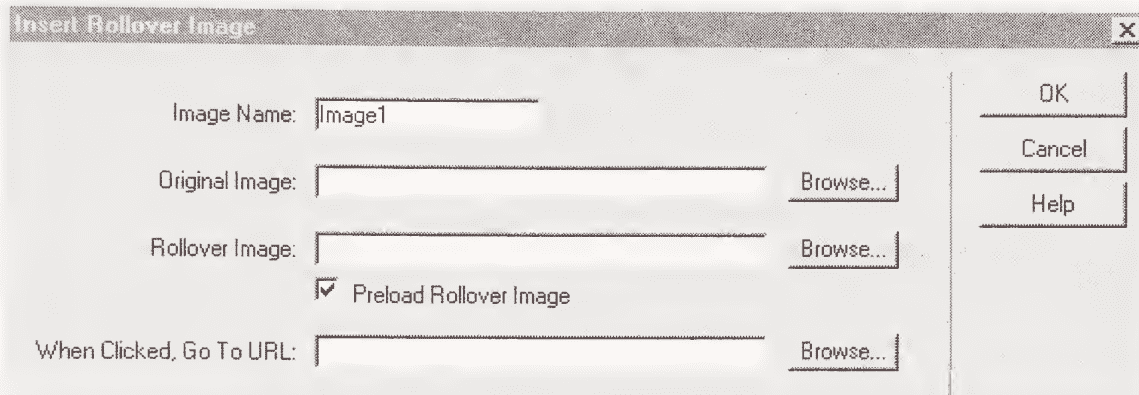 Insert Rollover Image
Image Name: Image1
OK
Cancel
Original Image: Browse...
Help
Rollover Image: Browse...
Preload Rollover Image
When Clicked, Go To URL: Browse...